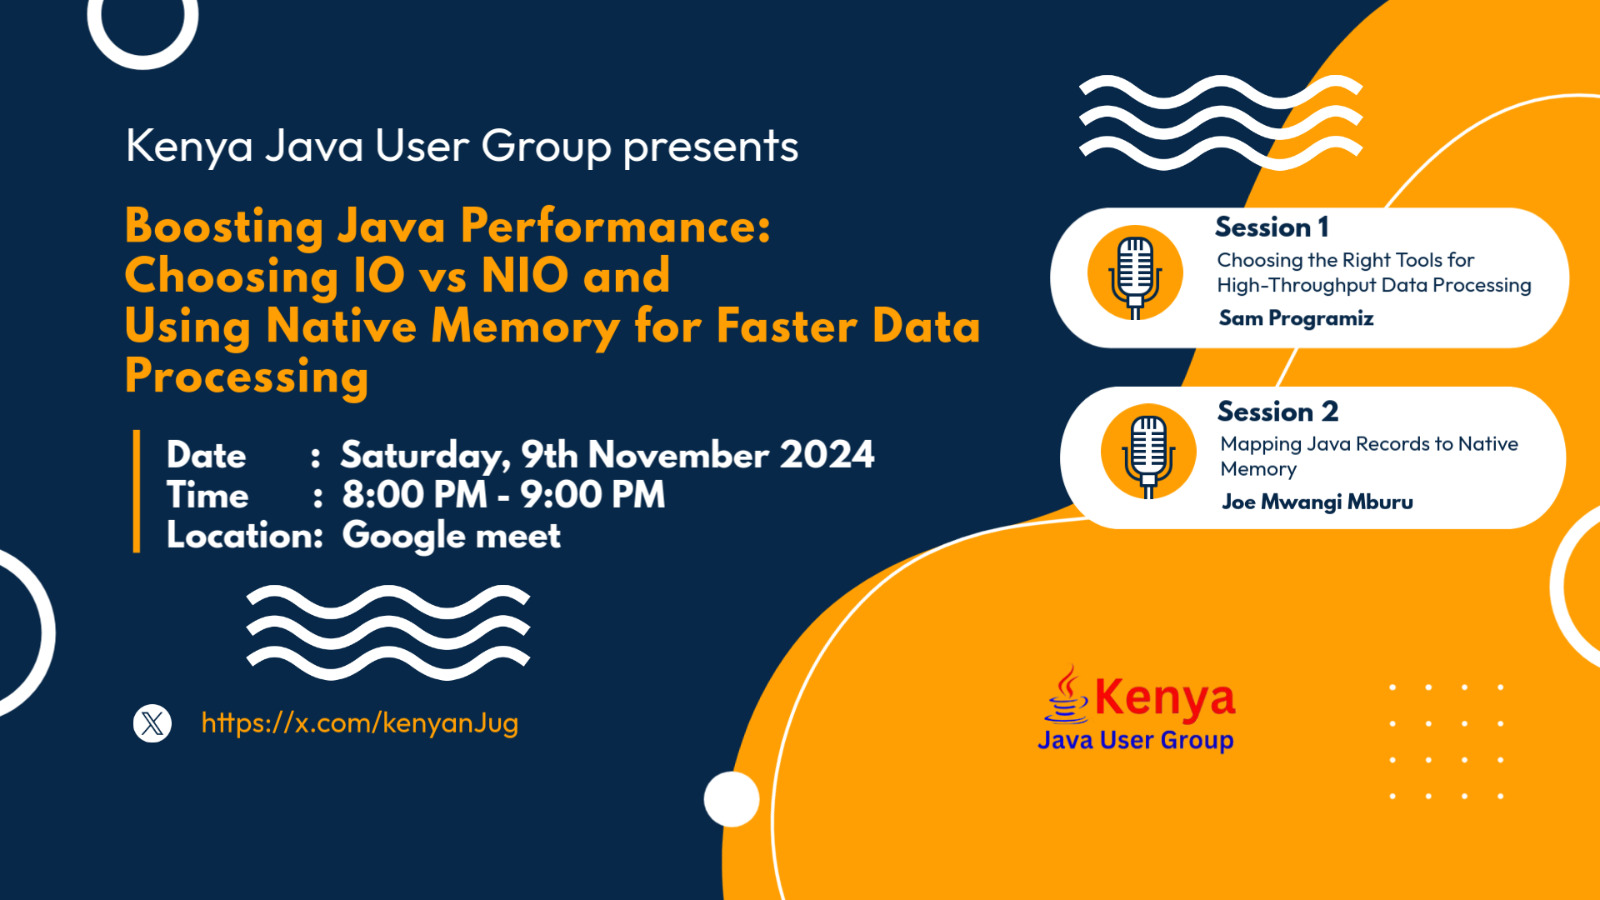 Kenya Java User Group presents
Boosting Java Performance:
Choosing IO vs NIO and
Using Native Memory for Faster Data
Processing
Date : Saturday, 9th November 2024
Time : 8:00 PM - 9:00 PM
Location: Google meet
https://x.com/kenyanJug
Session 1
Choosing the Right Tools for
High-Throughput Data Processing
Sam Programiz
Session 2
Mapping Java Records to Native
Memory
Joe Mwangi Mburu
Kenya
Java User Group